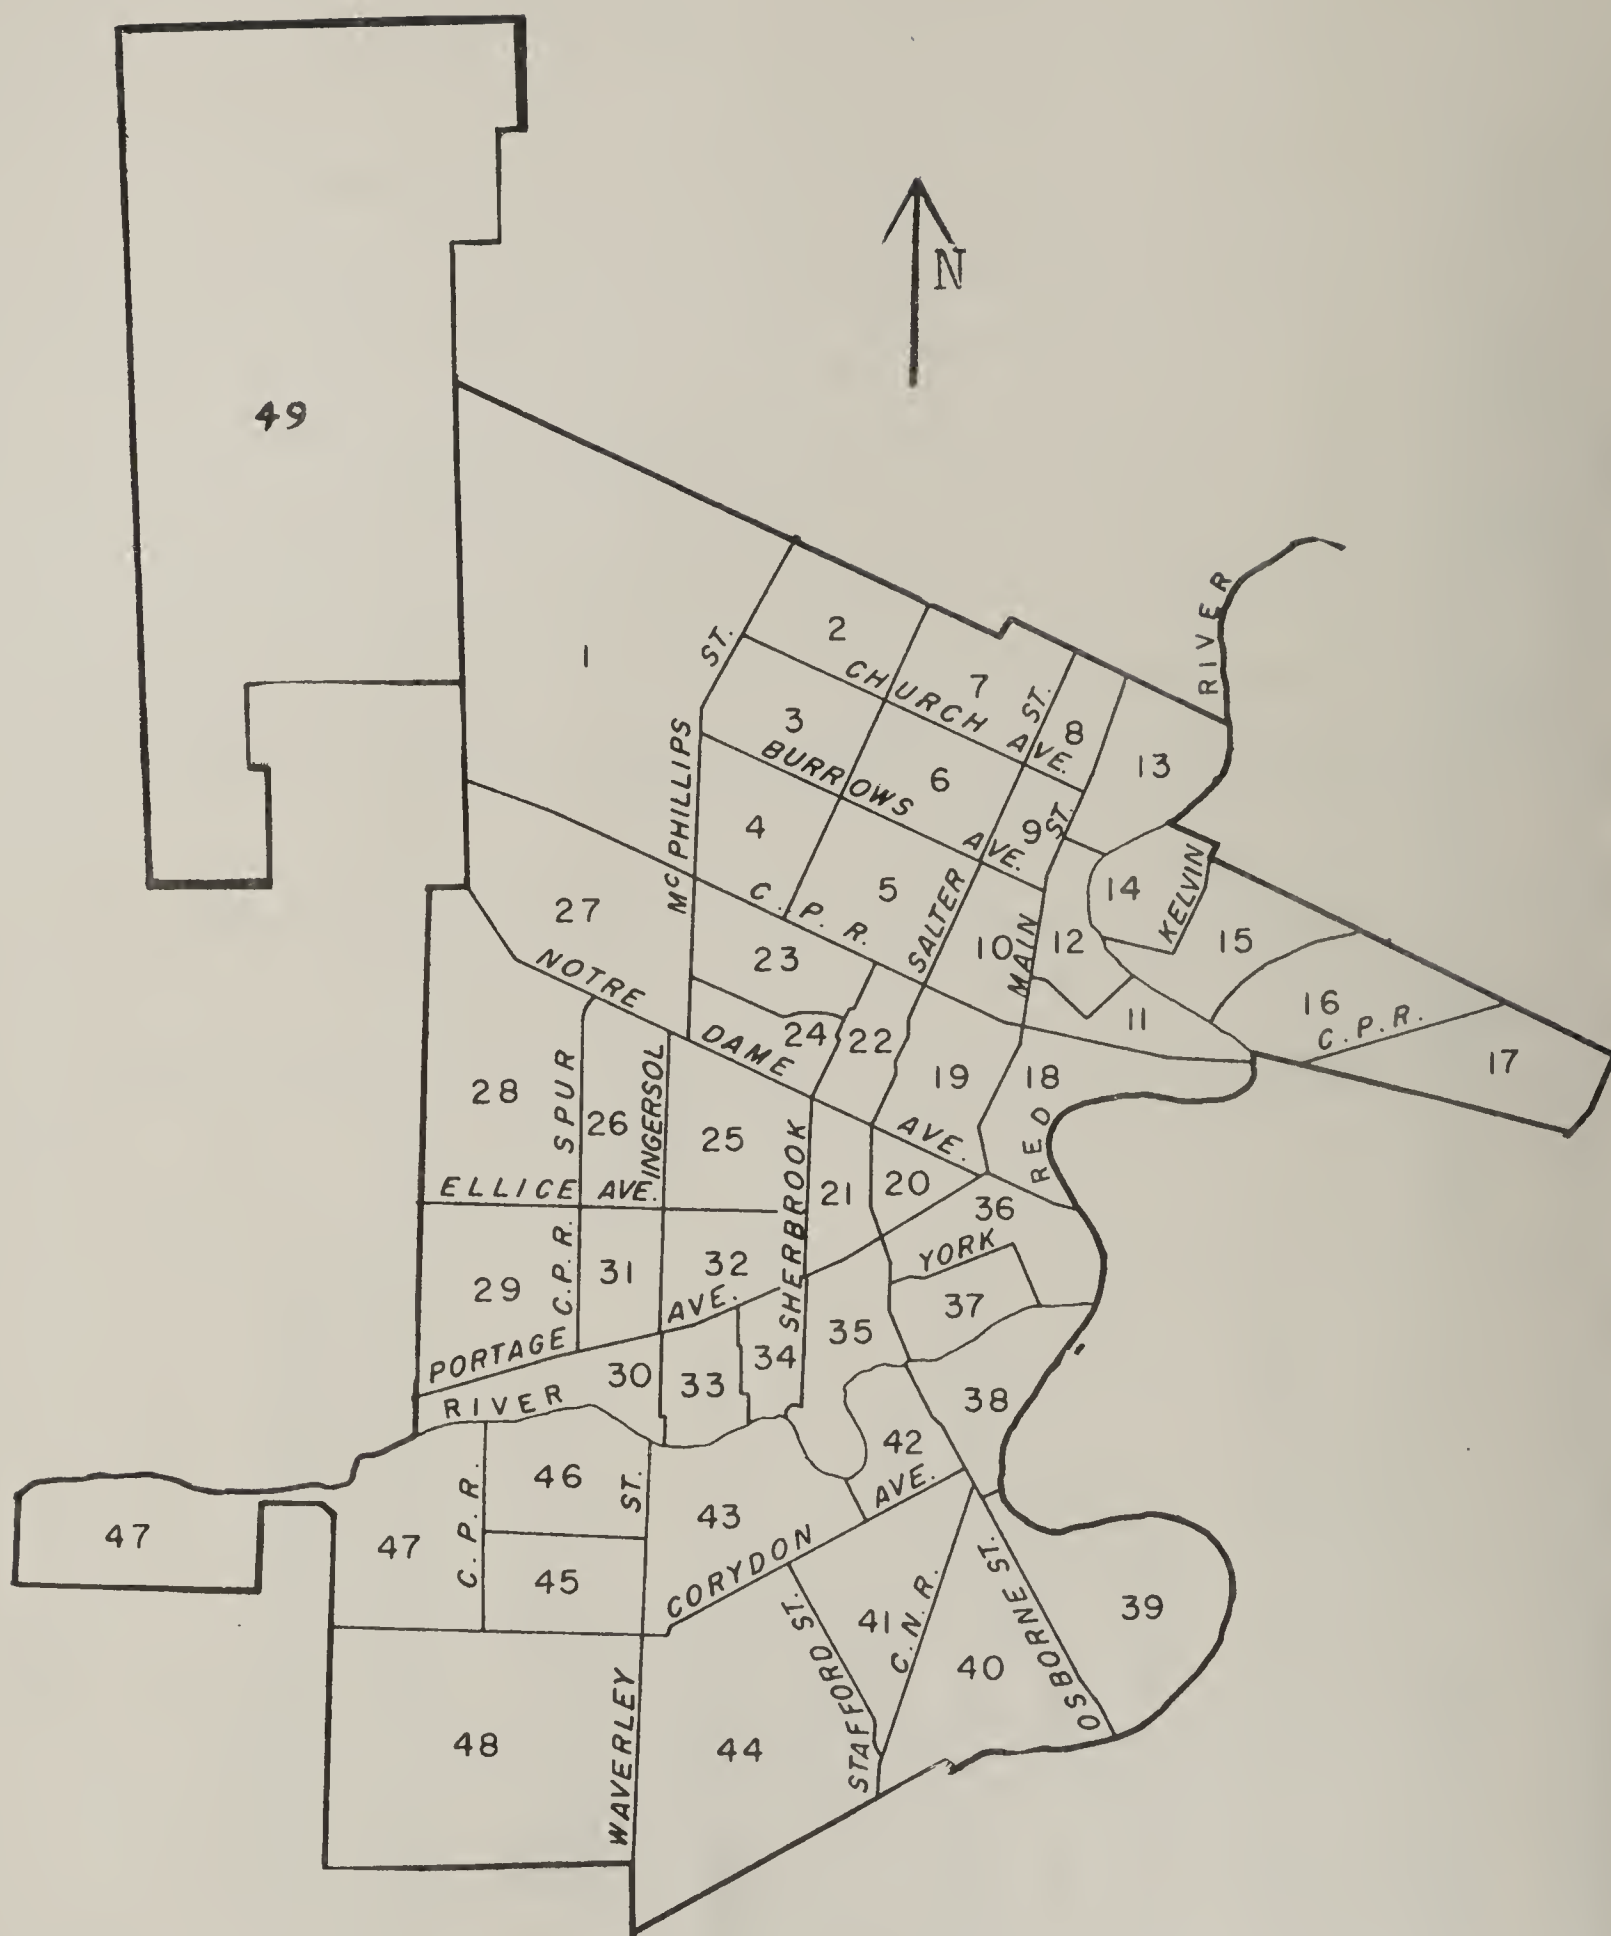 N
49
RIVER
1
2
ST.
CHURCH AVE.
7
ST.
8
3
BURROWS AVE.
6
13
McPHILLIPS
4
9
ST.
5
C. P. R.
SALTER
14
KELVIN
27
10
MAIN
12
15
23
NOTRE DAME AVE.
16
C. P. R.
11
24
22
19
18
17
28
SPUR
26
INGERSOL
25
RED
ELLICE AVE.
SHERBROOK
21
20
36
YORK
29
C. P. R.
31
32
37
PORTAGE AVE.
35
30
33
34
RIVER
38
42
46
ST.
AVE.
47
47
C. P. R.
43
45
CORYDON
39
STAFFORD ST.
41
C. N. R.
OSBORNE ST.
40
48
WAVERLEY
44